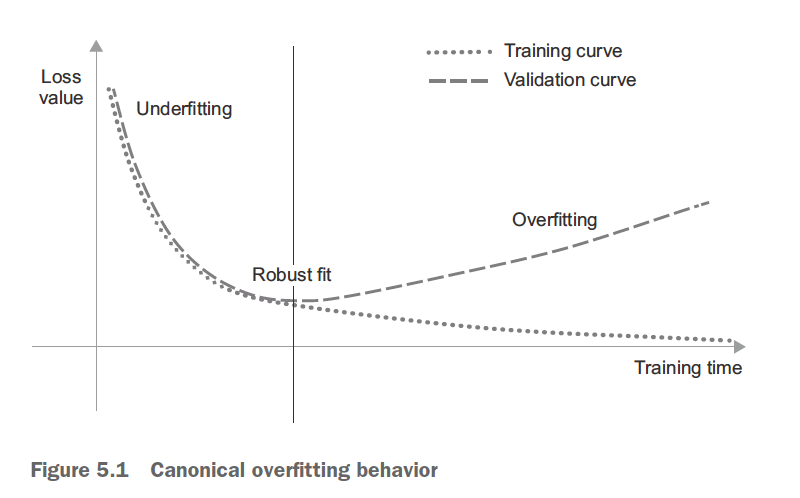 Training curve
Loss
value
Validation curve
Underfitting
Overfitting
Robust fit
Training time
Figure 5.1 Canonical overfitting behavior